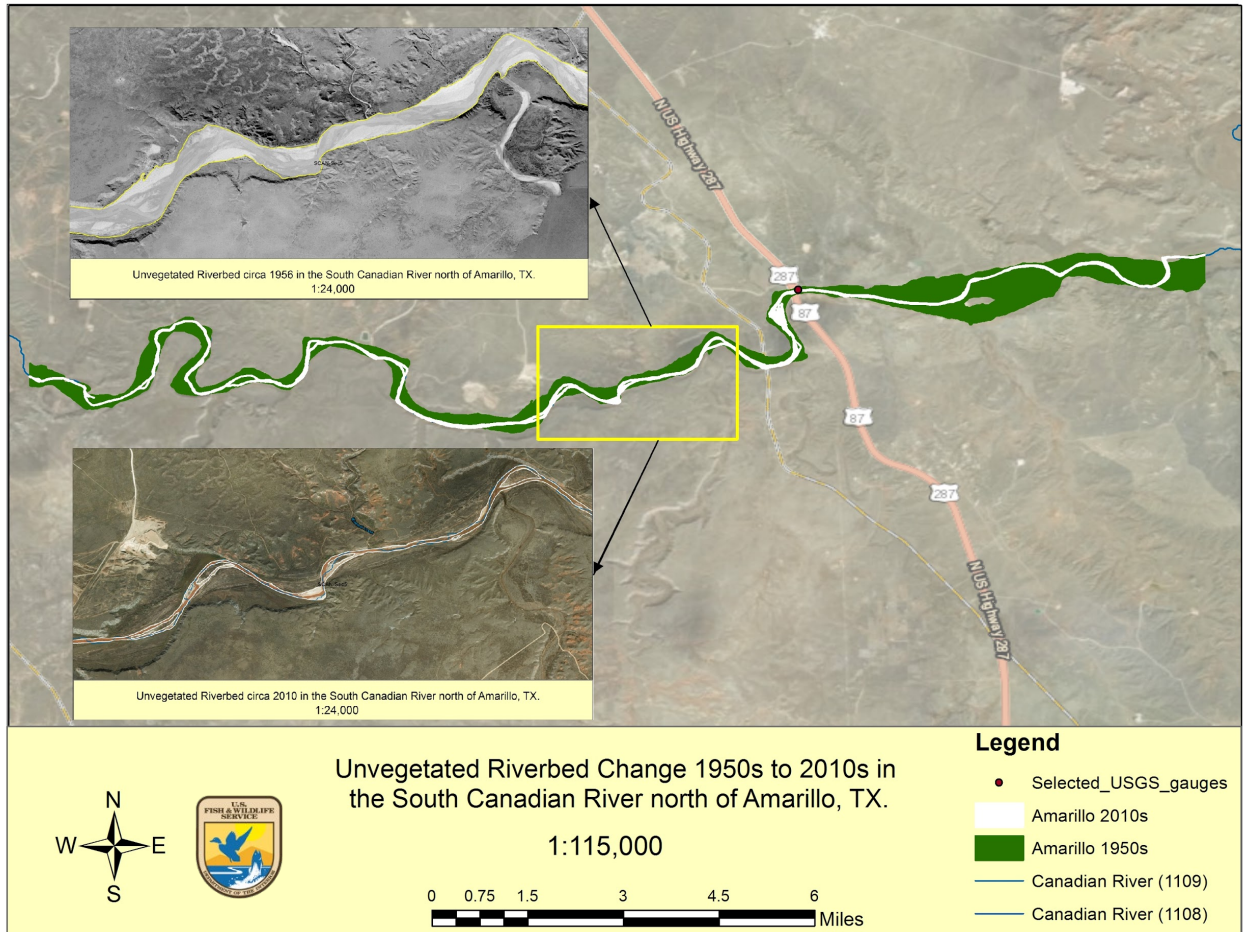 Unvegetated Riverbed circa 1956 in the South Canadian River north of Amarillo, TX.
1:24,000
N US Highway 287
287
87
87
287
N US Highway 287
Unvegetated Riverbed circa 2010 in the South Canadian River north of Amarillo, TX.
1:24,000
Unvegetated Riverbed Change 1950s to 2010s in
the South Canadian River north of Amarillo, TX.
1:115,000
N
W
E
S
U.S.
FISH & WILDLIFE
SERVICE
DEPARTMENT OF THE INTERIOR
0 0.75 1.5 3 4.5 6
Miles
Legend
Selected_USGS_gauges
Amarillo 2010s
Amarillo 1950s
Canadian River (1109)
Canadian River (1108)